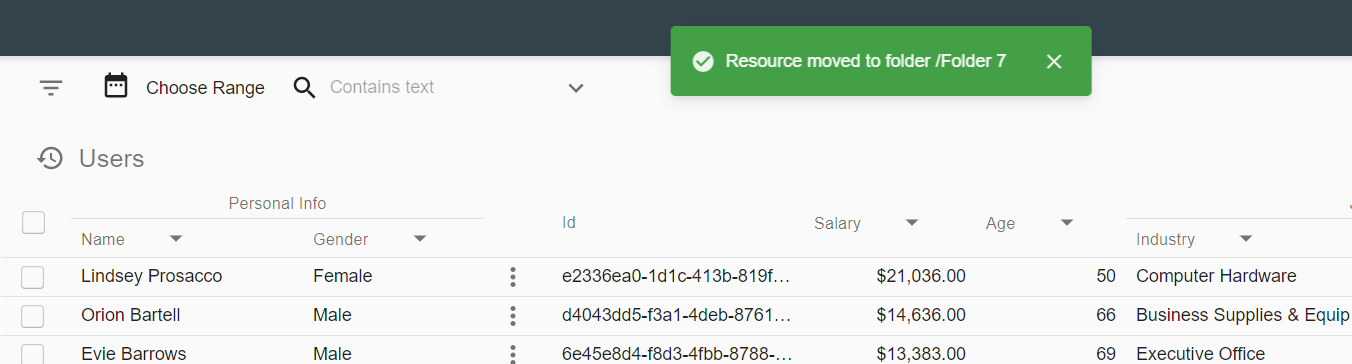 Resource moved to folder /Folder 7
Choose Range Contains text
Users
Personal Info
Id Salary Age
Name Gender Industry
Lindsey Prosacco Female e2336ea0-1d1c-413b-819f... $21,036.00 50 Computer Hardware
Orion Bartell Male d4043dd5-f3a1-4deb-8761... $14,636.00 66 Business Supplies & Equip
Evie Barrows Male 6e45e8d4-f8d3-4fbb-8788-... $13,383.00 69 Executive Office